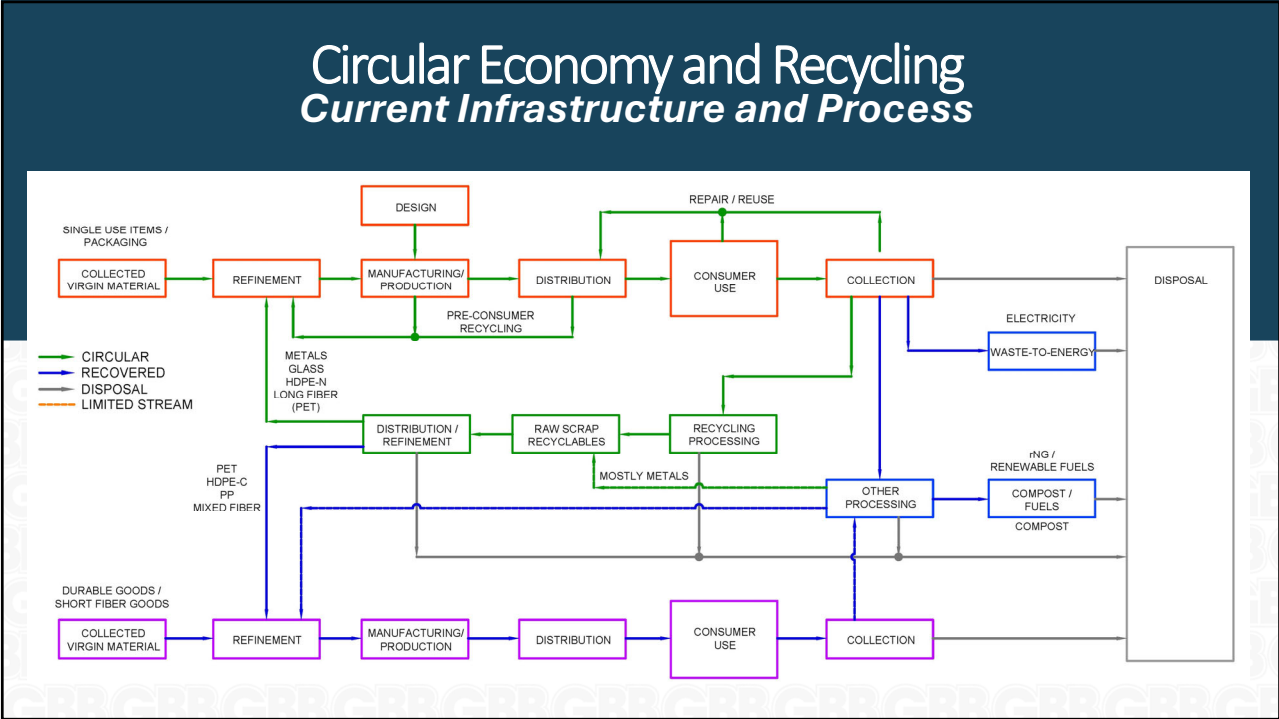 Circular Economy and Recycling
Current Infrastructure and Process
DESIGN
REPAIR / REUSE
SINGLE USE ITEMS /
PACKAGING
COLLECTED
VIRGIN MATERIAL
REFINEMENT
MANUFACTURING/
PRODUCTION
DISTRIBUTION
CONSUMER
USE
COLLECTION
DISPOSAL
PRE-CONSUMER
RECYCLING
ELECTRICITY
WASTE-TO-ENERGY
CIRCULAR
RECOVERED
DISPOSAL
LIMITED STREAM
METALS
GLASS
HDPE-N
LONG FIBER
(PET)
DISTRIBUTION /
REFINEMENT
RAW SCRAP
RECYCLABLES
RECYCLING
PROCESSING
MOSTLY METALS
PET
HDPE-C
PP
MIXED FIBER
OTHER
PROCESSING
RNG /
RENEWABLE FUELS
COMPOST /
FUELS
COMPOST
DURABLE GOODS /
SHORT FIBER GOODS
COLLECTED
VIRGIN MATERIAL
REFINEMENT
MANUFACTURING/
PRODUCTION
DISTRIBUTION
CONSUMER
USE
COLLECTION
GBB